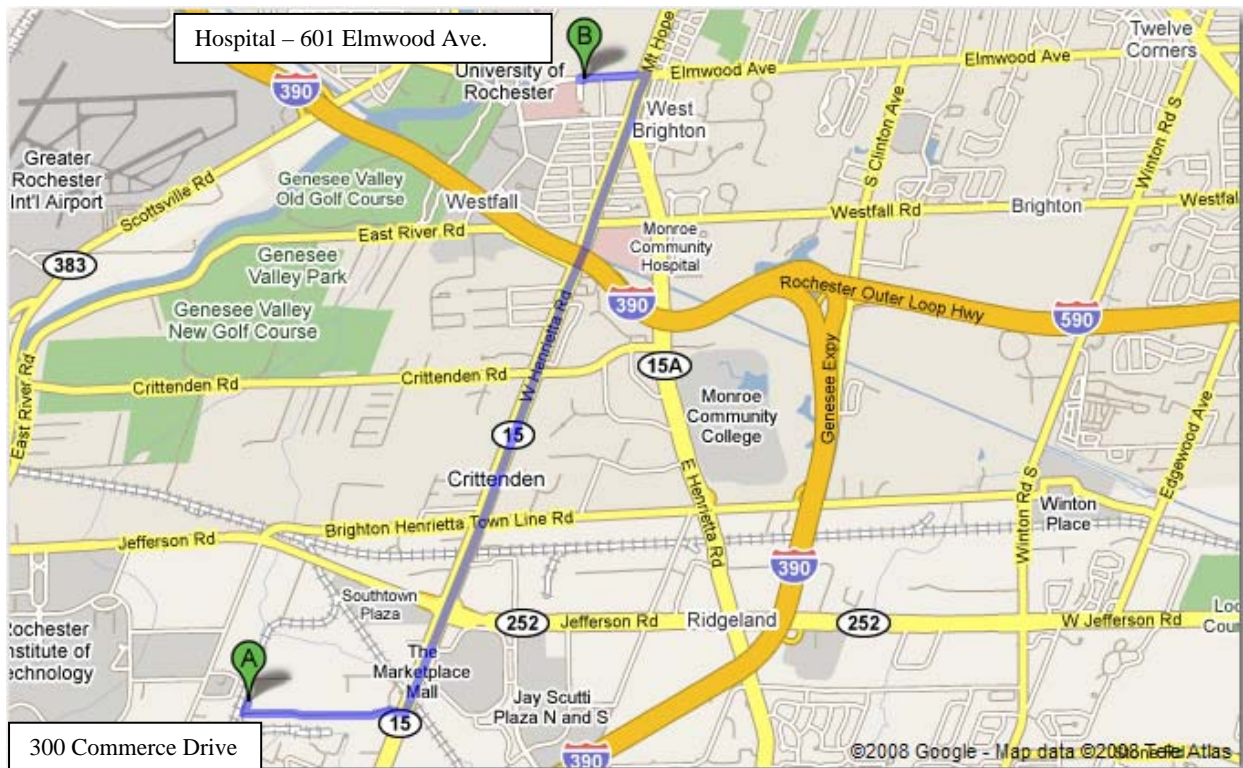 Hospital – 601 Elmwood Ave.
B
Mt Hope
Twelve
Corners
Elmwood Ave
Elmwood Ave
University of
Rochester
390
West
Brighton
S Clinton Ave
Winton Rd S
Greater
Rochester
Int'l Airport
Scottsville Rd
Genesee Valley
Old Golf Course
Westfall
Westfall Rd
Brighton
Westfal
East River Rd
Monroe
Community
Hospital
383
Genesee
Valley Park
390
Rochester Outer Loop Hwy
590
Genesee Valley
New Golf Course
W Henrietta Rd
East River Rd
Crittenden Rd
Crittenden Rd
15A
Monroe
Community
College
Genesee Expy
Edgewood Ave
15
Crittenden
E Henrietta Rd
Winton Rd S
Winton
Place
Brighton Henrietta Town Line Rd
Jefferson Rd
390
Southtown
Plaza
252
Jefferson Rd
Ridgeland
252
W Jefferson Rd
Rochester
nstitute of
echnology
A
The
Marketplace
Mall
15
Jay Scutti
Plaza N and S
390
300 Commerce Drive
©2008 Google - Map data ©2008 Tele Atlas